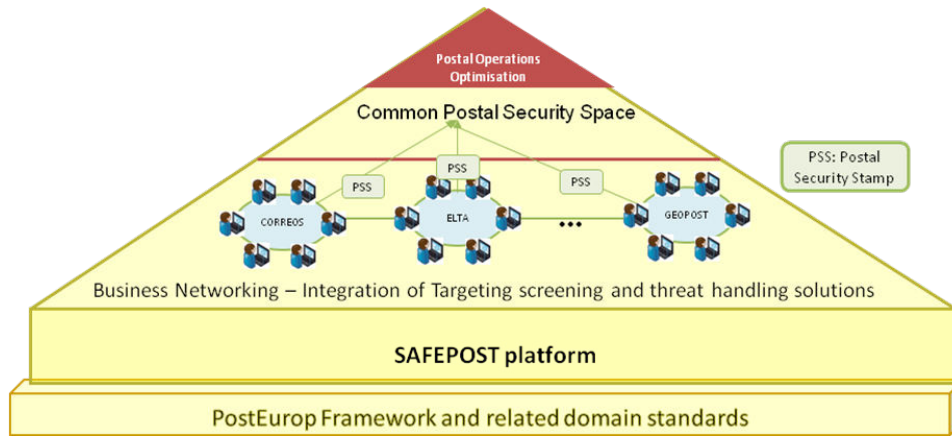 Postal Operations
Optimisation
Common Postal Security Space
PSS: Postal
Security Stamp
PSS
PSS
PSS
CORREOS
ELTA
...
GEOPOST
Business Networking – Integration of Targeting screening and threat handling solutions
SAFEPOST platform
PostEurop Framework and related domain standards